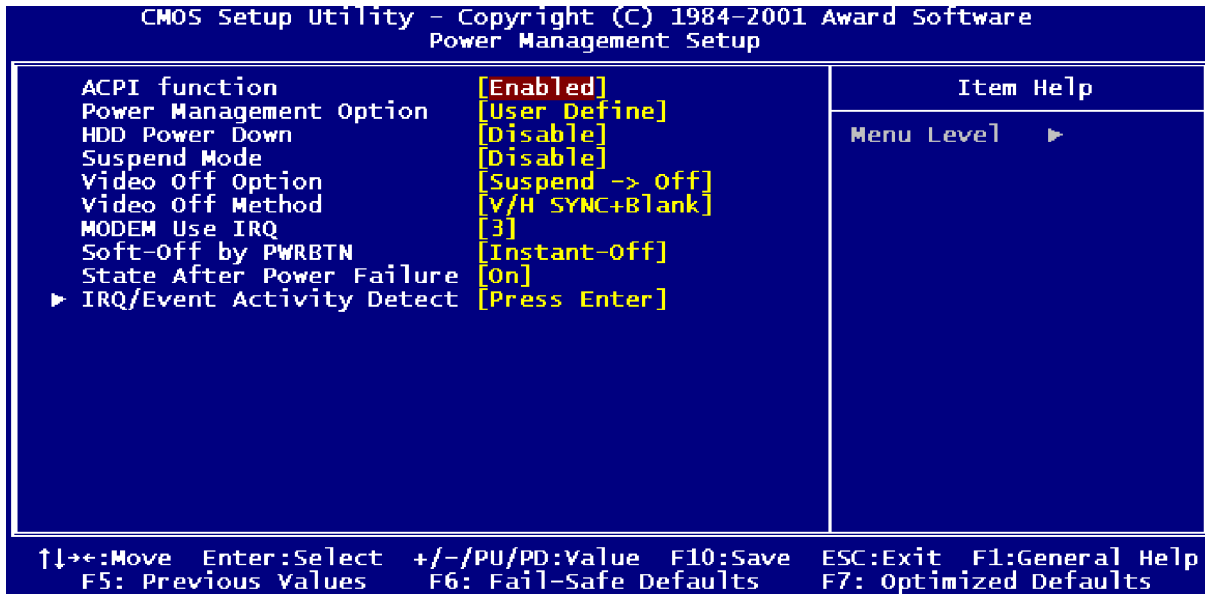 CMOS Setup Utility – Copyright (C) 1984-2001 Award Software
Power Management Setup
ACPI function [Enabled]
Power Management Option [User Define]
HDD Power Down [Disable]
Suspend Mode [Disable]
Video Off Option [Suspend -> Off]
Video Off Method [V/H SYNC+Blank]
MODEM Use IRQ [3]
Soft-Off by PWRBTN [Instant-Off]
State After Power Failure [On]
► IRQ/Event Activity Detect [Press Enter]
Item Help
Menu Level ►
↑↓→←:Move Enter:Select +/-/PU/PD:Value F10:Save ESC:Exit F1:General Help
F5: Previous Values F6: Fail-Safe Defaults F7: Optimized Defaults